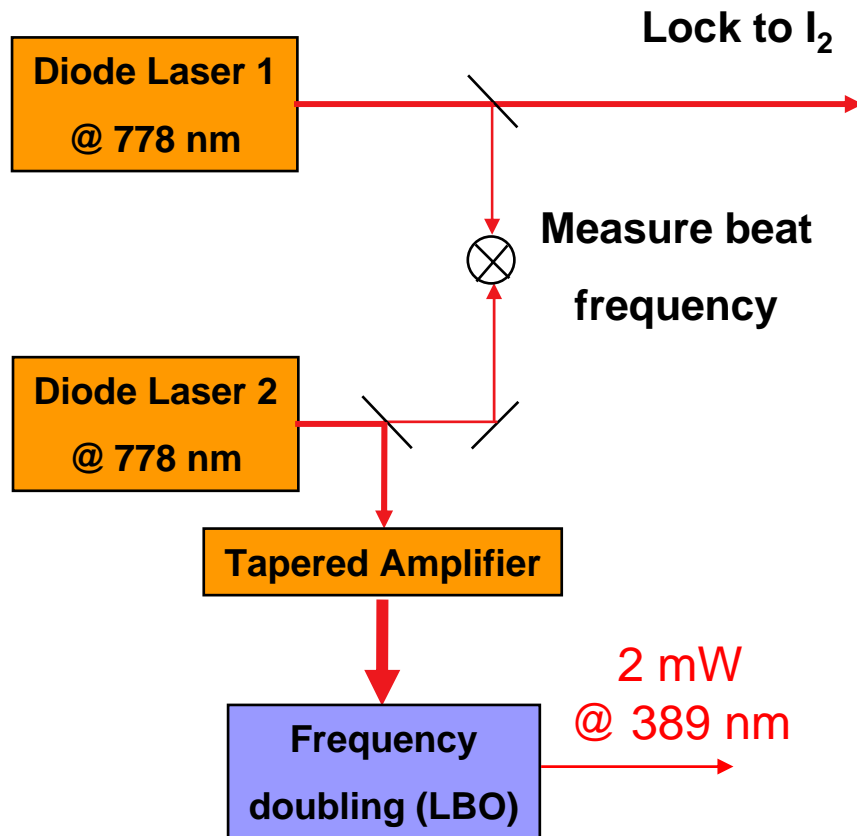 Lock to I₂
Diode Laser 1
@ 778 nm
Measure beat
frequency
Diode Laser 2
@ 778 nm
Tapered Amplifier
2 mW
@ 389 nm
Frequency
doubling (LBO)